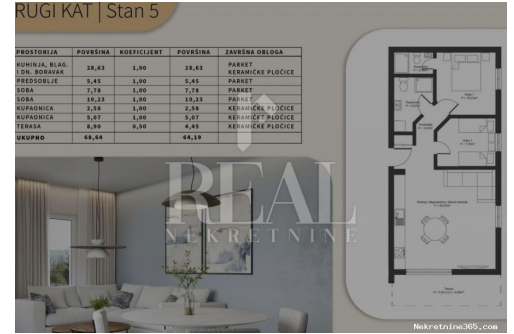 RUGI KAT | Stan 5
PROSTORIJA POVRŠINA KOEFICIJENT POVRŠINA ZAVRŠNA OBLOGA
KUHINJA, BLAG. I DN. BORAVAK 28,63 1,00 28,63 PARKET KERAMIČKE PLOČICE
PREDSOBLJE 5,45 1,00 5,45 PARKET
SOBA 7,78 1,00 7,78 PARKET
SOBA 10,23 1,00 10,23 PARKET
KUPAONICA 2,58 1,00 2,58 KERAMIČKE PLOČICE
KUPAONICA 5,07 1,00 5,07 KERAMIČKE PLOČICE
TERASA 8,90 0,50 4,45 KERAMIČKE PLOČICE
UKUPNO 68,64 64,19
REAL
NEKRETNINE
Nekretnine365.com